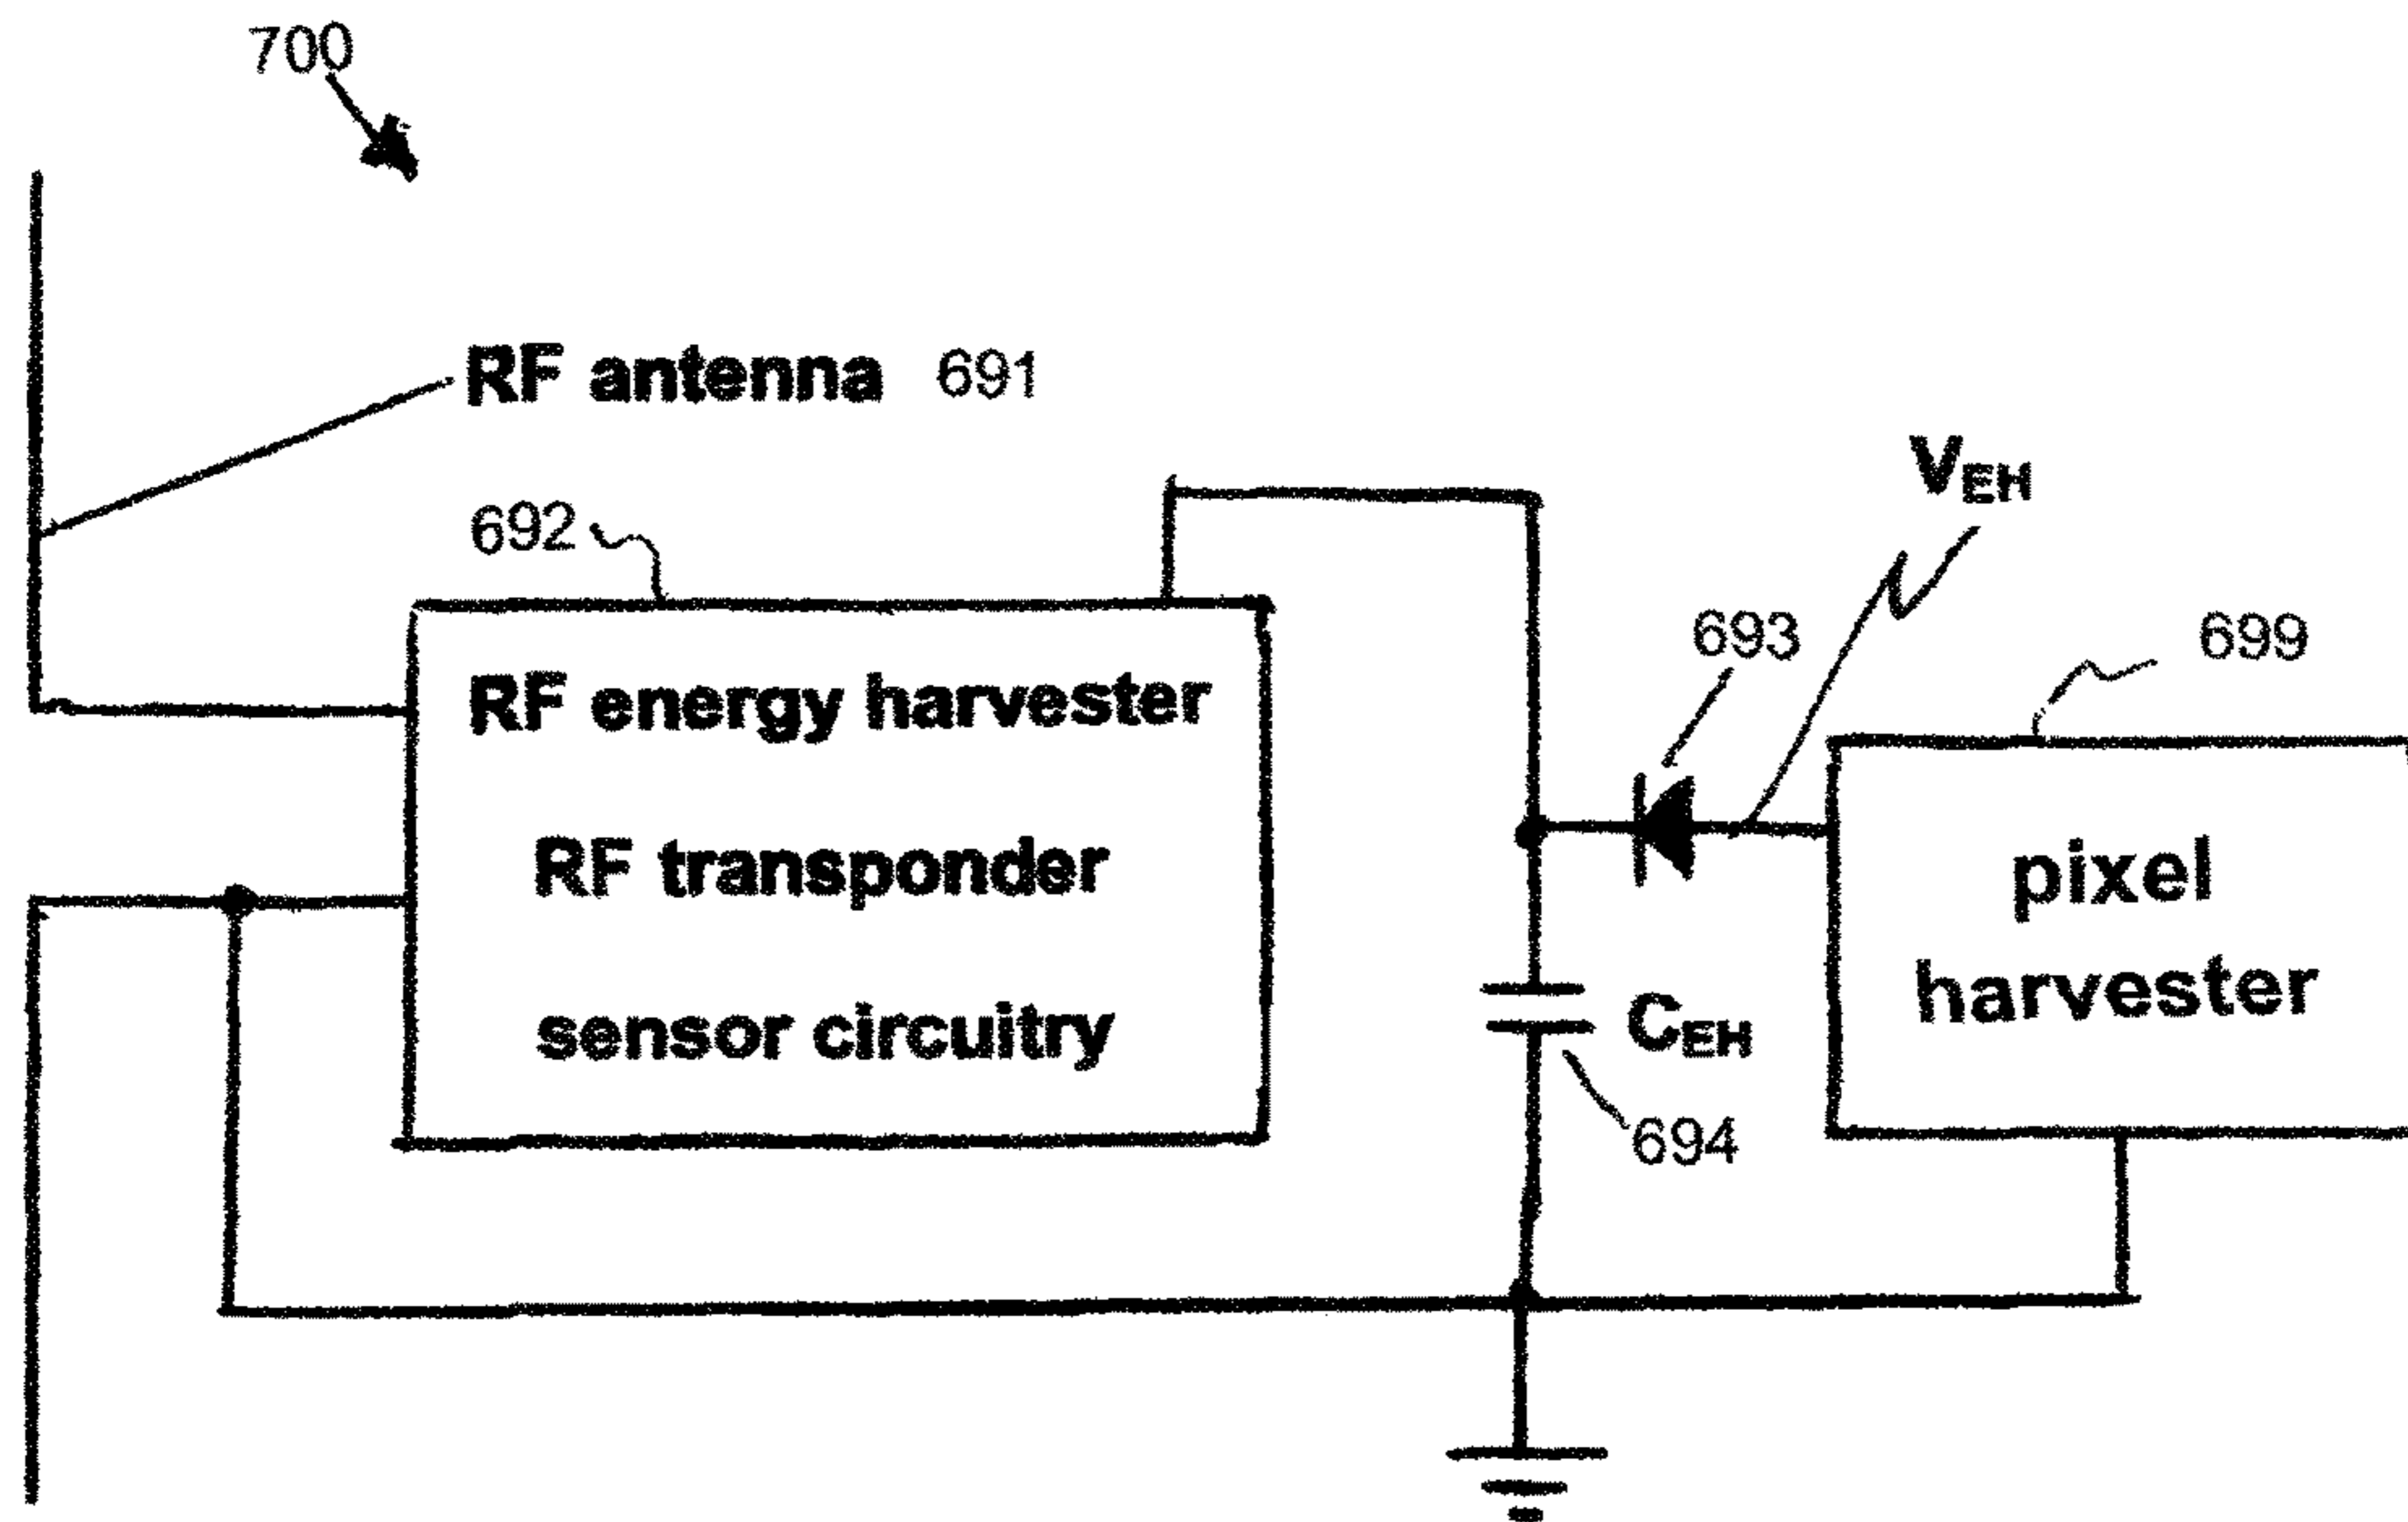 700
RF antenna 691
692
RF energy harvester
RF transponder
sensor circuitry
VEH
693
699
pixel
harvester
CEH
694